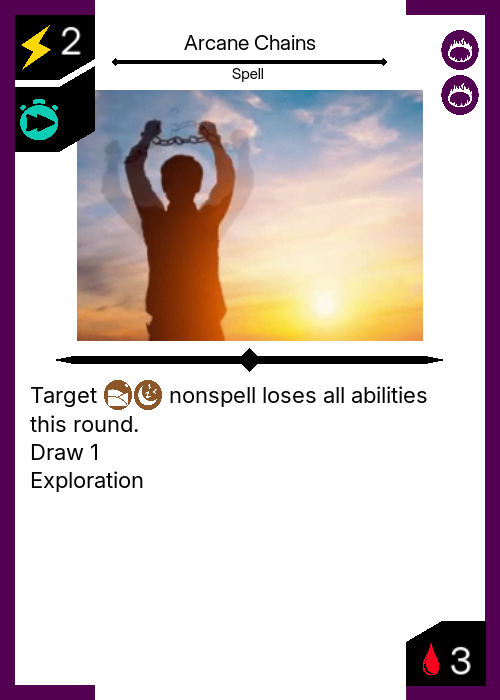 2
Arcane Chains
Spell
Target nonspell loses all abilities
this round.
Draw 1
Exploration
3